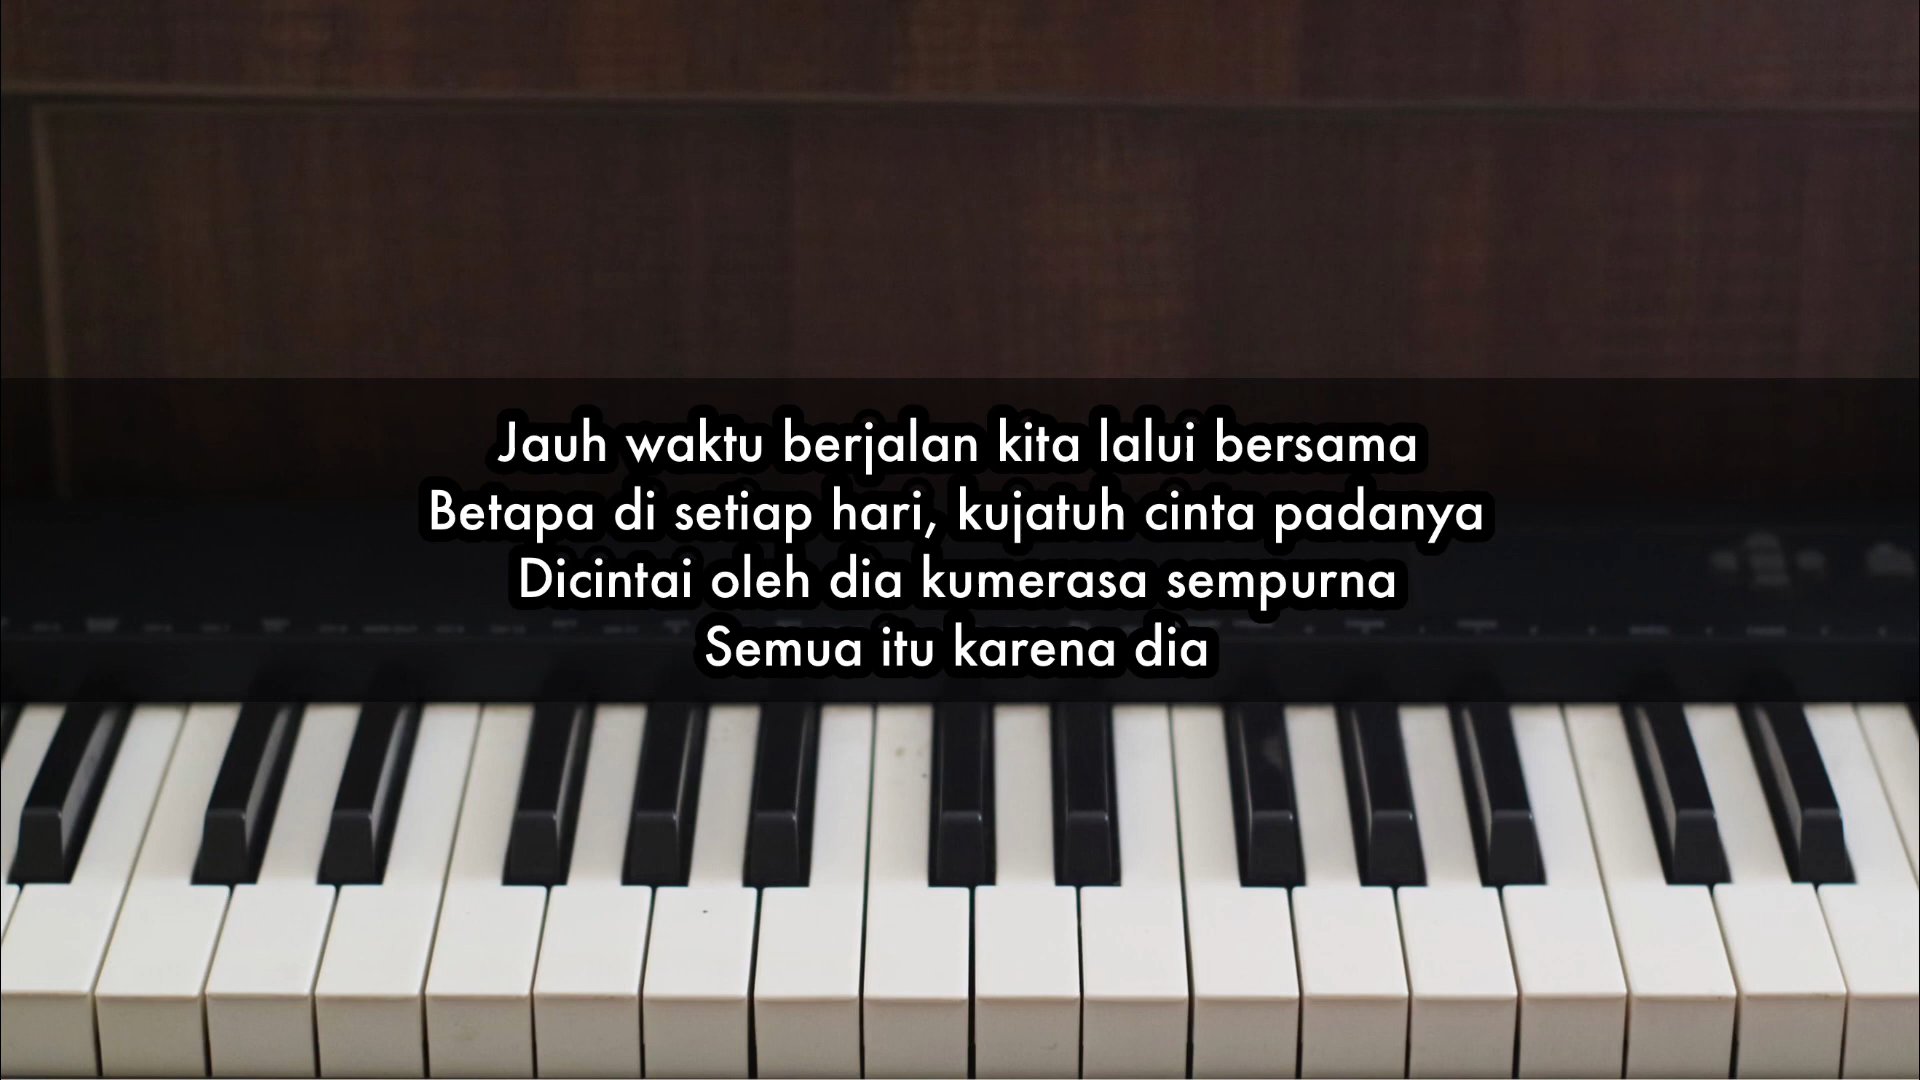 Jauh waktu berjalan kita lalui bersama
Betapa di setiap hari, kujatuh cinta padanya
Dicintai oleh dia kumerasa sempurna
Semua itu karena dia